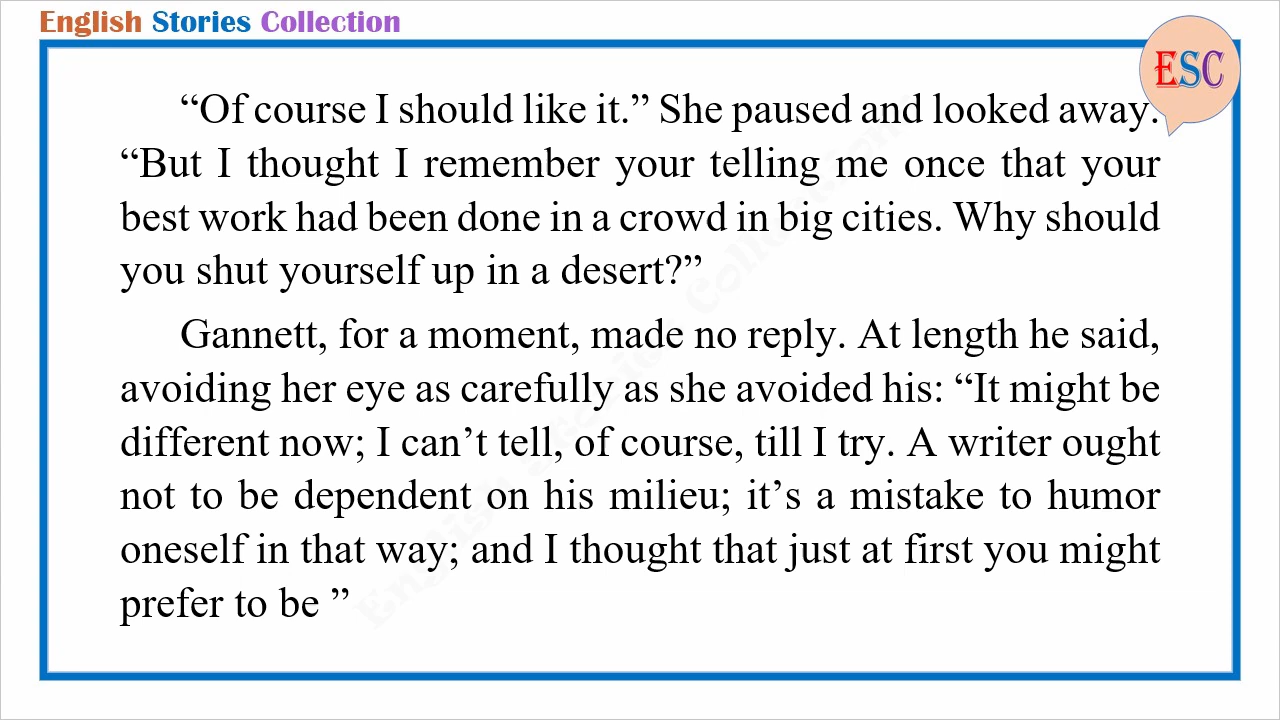 English Stories Collection
ESC
“Of course I should like it.” She paused and looked away.
“But I thought I remember your telling me once that your
best work had been done in a crowd in big cities. Why should
you shut yourself up in a desert?”
Gannett, for a moment, made no reply. At length he said,
avoiding her eye as carefully as she avoided his: “It might be
different now; I can’t tell, of course, till I try. A writer ought
not to be dependent on his milieu; it’s a mistake to humor
oneself in that way; and I thought that just at first you might
prefer to be ”
English Stories Collection